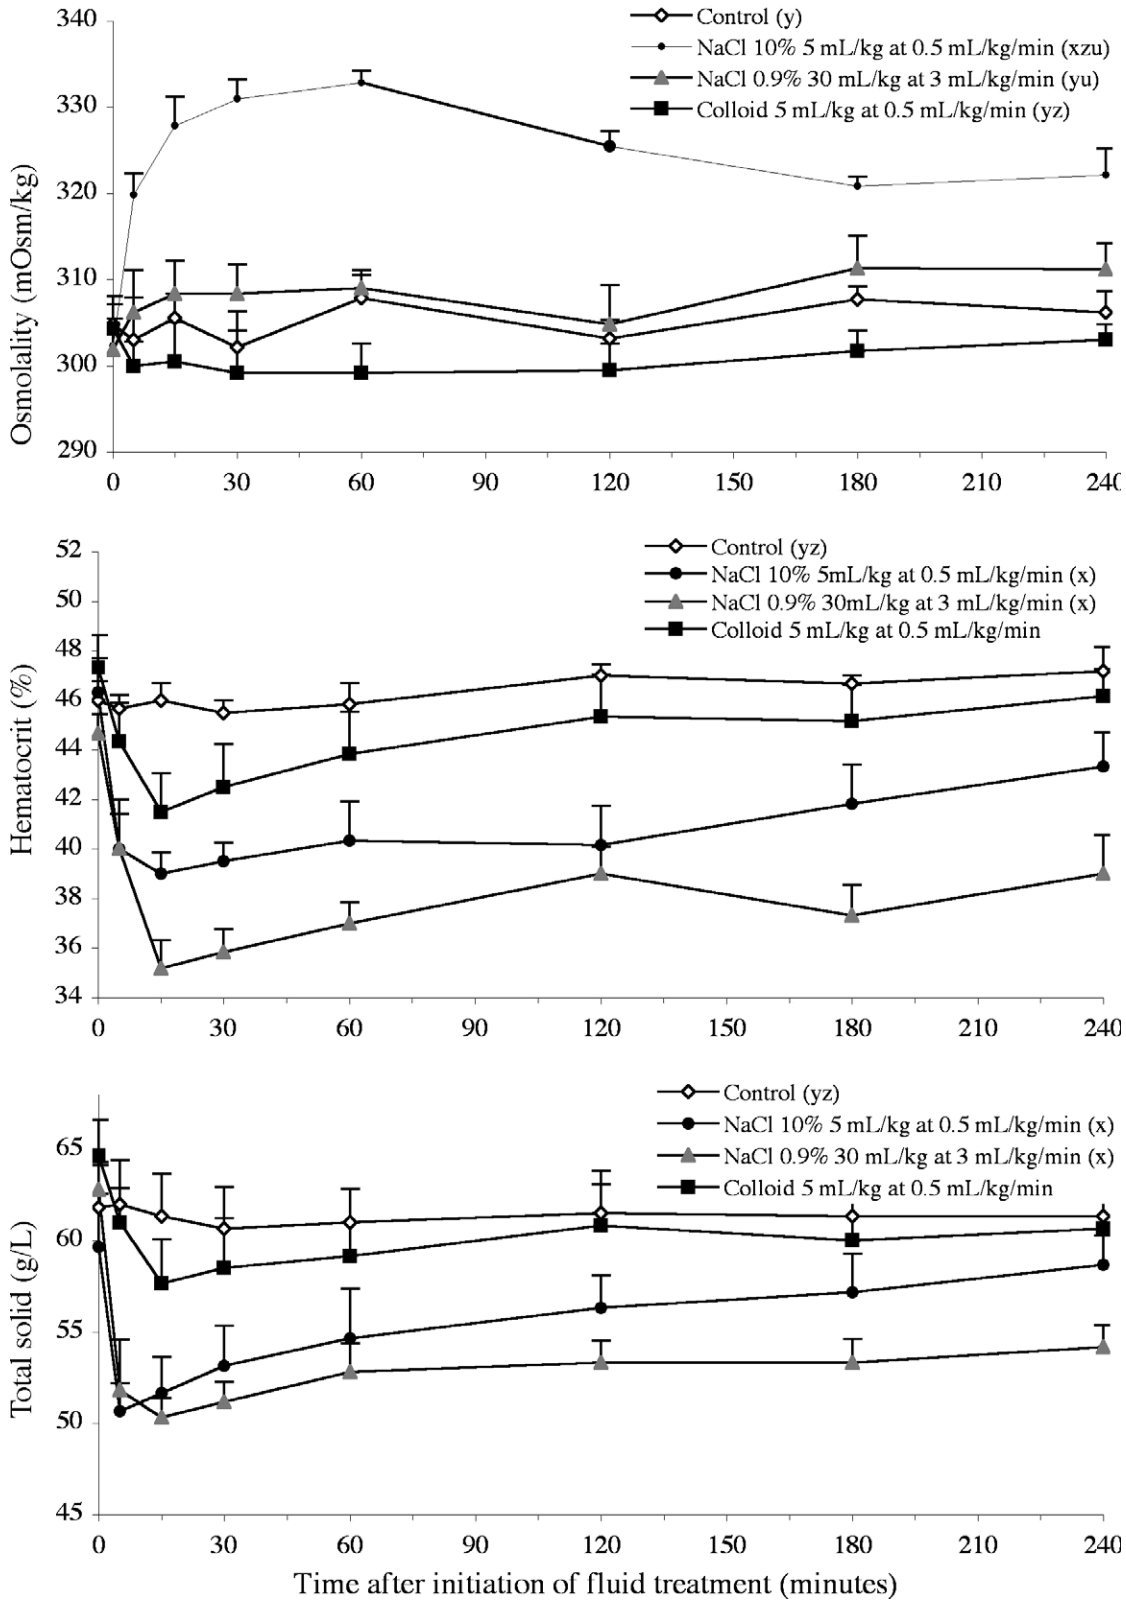 340
330
320
310
300
290
Osmolality (mOsm/kg)
Control (y)
NaCl 10% 5 mL/kg at 0.5 mL/kg/min (xzu)
NaCl 0.9% 30 mL/kg at 3 mL/kg/min (yu)
Colloid 5 mL/kg at 0.5 mL/kg/min (yz)
0 30 60 90 120 150 180 210 240
52
50
48
46
44
42
40
38
36
34
Hematocrit (%)
Control (yz)
NaCl 10% 5mL/kg at 0.5 mL/kg/min (x)
NaCl 0.9% 30mL/kg at 3 mL/kg/min (x)
Colloid 5 mL/kg at 0.5 mL/kg/min
0 30 60 90 120 150 180 210 240
65
60
55
50
45
Total solid (g/L)
Control (yz)
NaCl 10% 5 mL/kg at 0.5 mL/kg/min (x)
NaCl 0.9% 30 mL/kg at 3 mL/kg/min (x)
Colloid 5 mL/kg at 0.5 mL/kg/min
0 30 60 90 120 150 180 210 240
Time after initiation of fluid treatment (minutes)